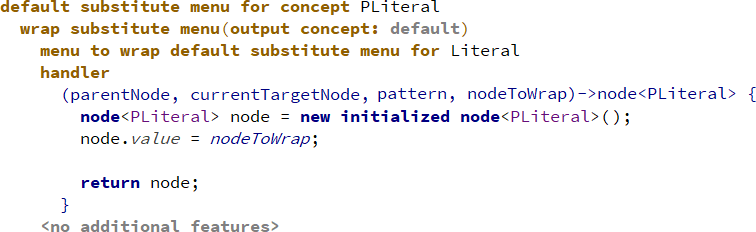 default substitute menu for concept PLiteral
wrap substitute menu(output concept: default)
menu to wrap default substitute menu for Literal
handler
(parentNode, currentTargetNode, pattern, nodeToWrap)->node<PLiteral> {
node<PLiteral> node = new initialized node<PLiteral>();
node.value = nodeToWrap;
return node;
}
<no additional features>